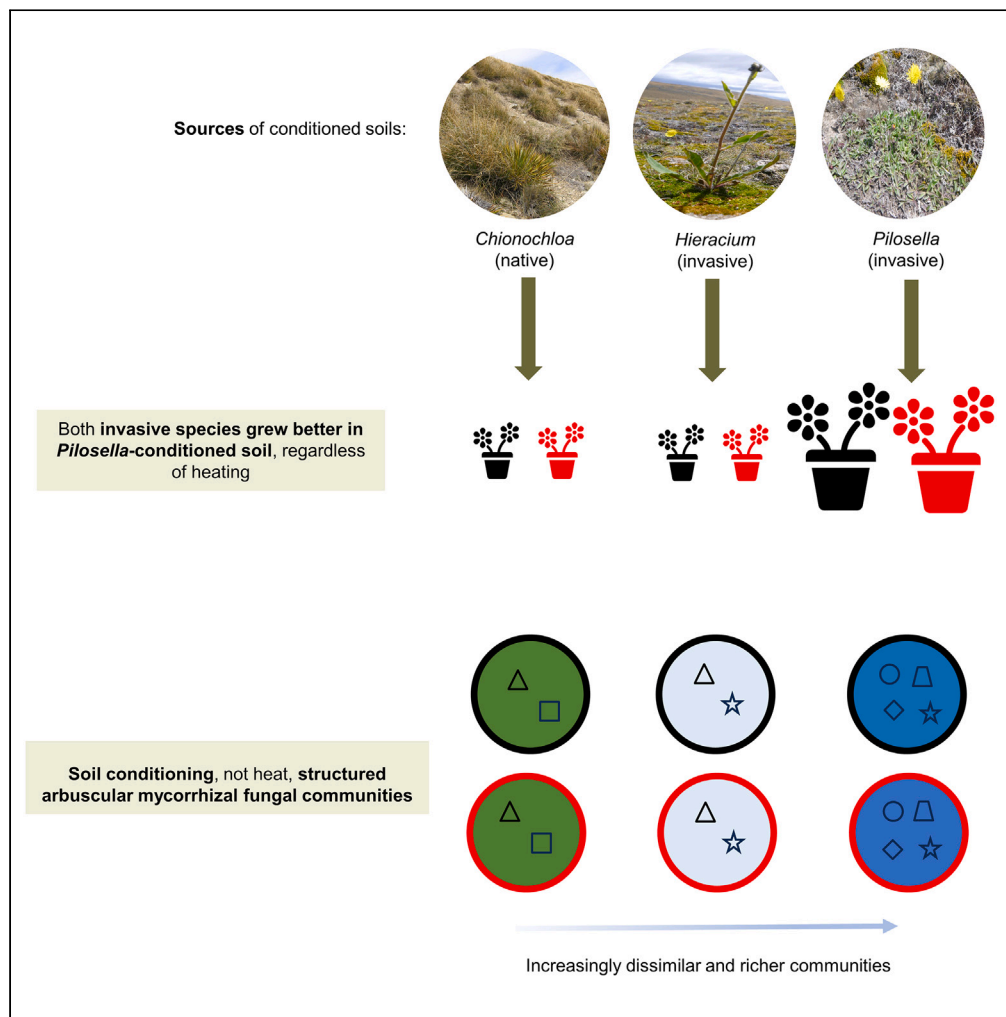 Sources of conditioned soils:
Chionochloa
(native)
Hieracium
(invasive)
Pilosella
(invasive)
Both invasive species grew better in
Pilosella-conditioned soil, regardless
of heating
Soil conditioning, not heat, structured
arbuscular mycorrhizal fungal communities
Increasingly dissimilar and richer communities